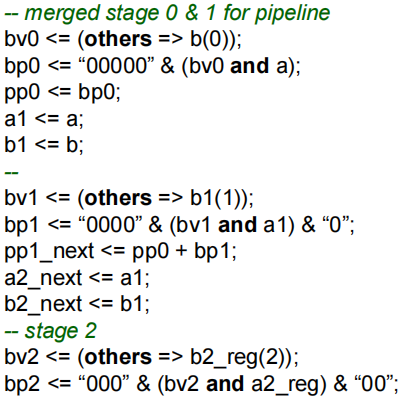 -- merged stage 0 & 1 for pipeline
bv0 <= (others => b(0));
bp0 <= “00000” & (bv0 and a);
pp0 <= bp0;
a1 <= a;
b1 <= b;
--
bv1 <= (others => b1(1));
bp1 <= “0000” & (bv1 and a1) & “0”;
pp1_next <= pp0 + bp1;
a2_next <= a1;
b2_next <= b1;
-- stage 2
bv2 <= (others => b2_reg(2));
bp2 <= “000” & (bv2 and a2_reg) & “00”;